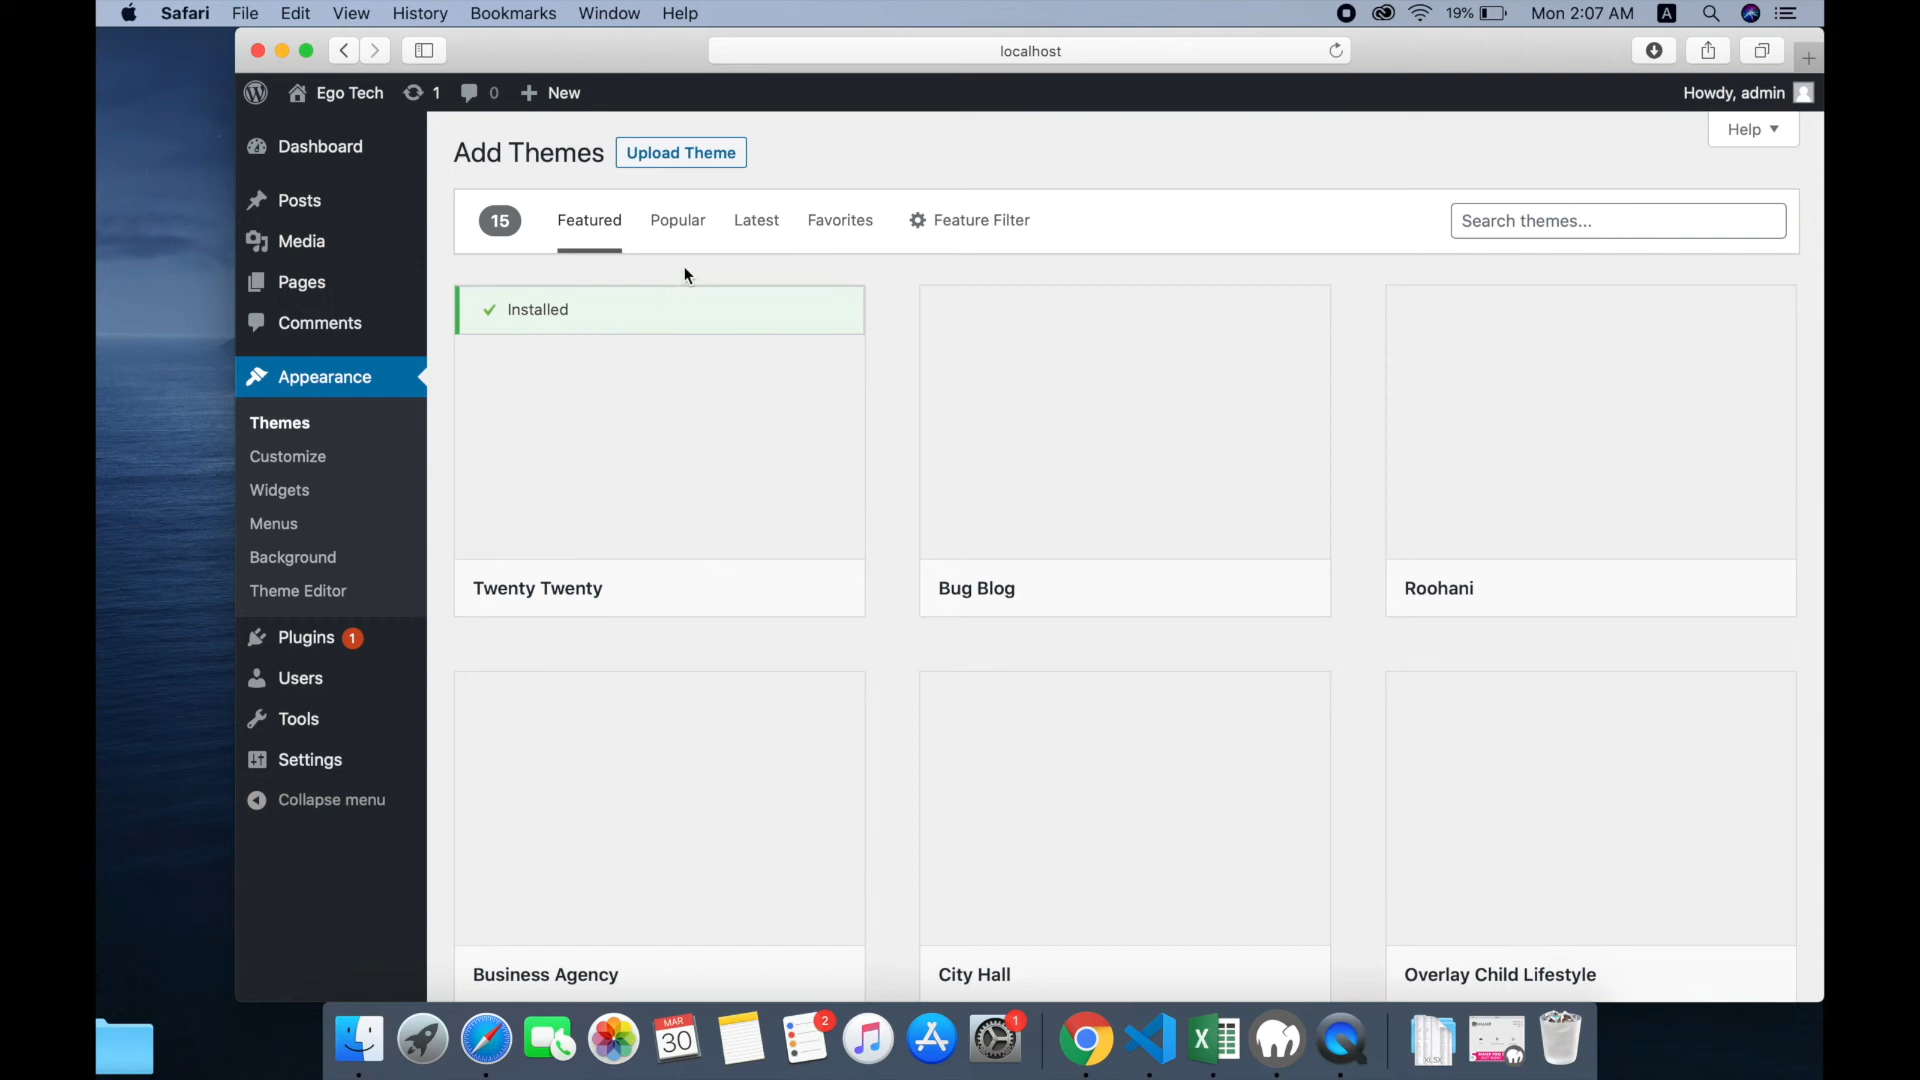 Safari File Edit View History Bookmarks Window Help 19% Mon 2:07 AM A
localhost
Ego Tech 1 0 New Howdy, admin
Help
Add Themes Upload Theme
15 Featured Popular Latest Favorites Feature Filter Search themes...
Dashboard
Posts
Media
Pages
Comments
Appearance
Themes
Customize
Widgets
Menus
Background
Theme Editor
Plugins 1
Users
Tools
Settings
Collapse menu
Installed
Twenty Twenty Bug Blog Roohani
Business Agency City Hall Overlay Child Lifestyle
MAR
30
2
1
XLSX